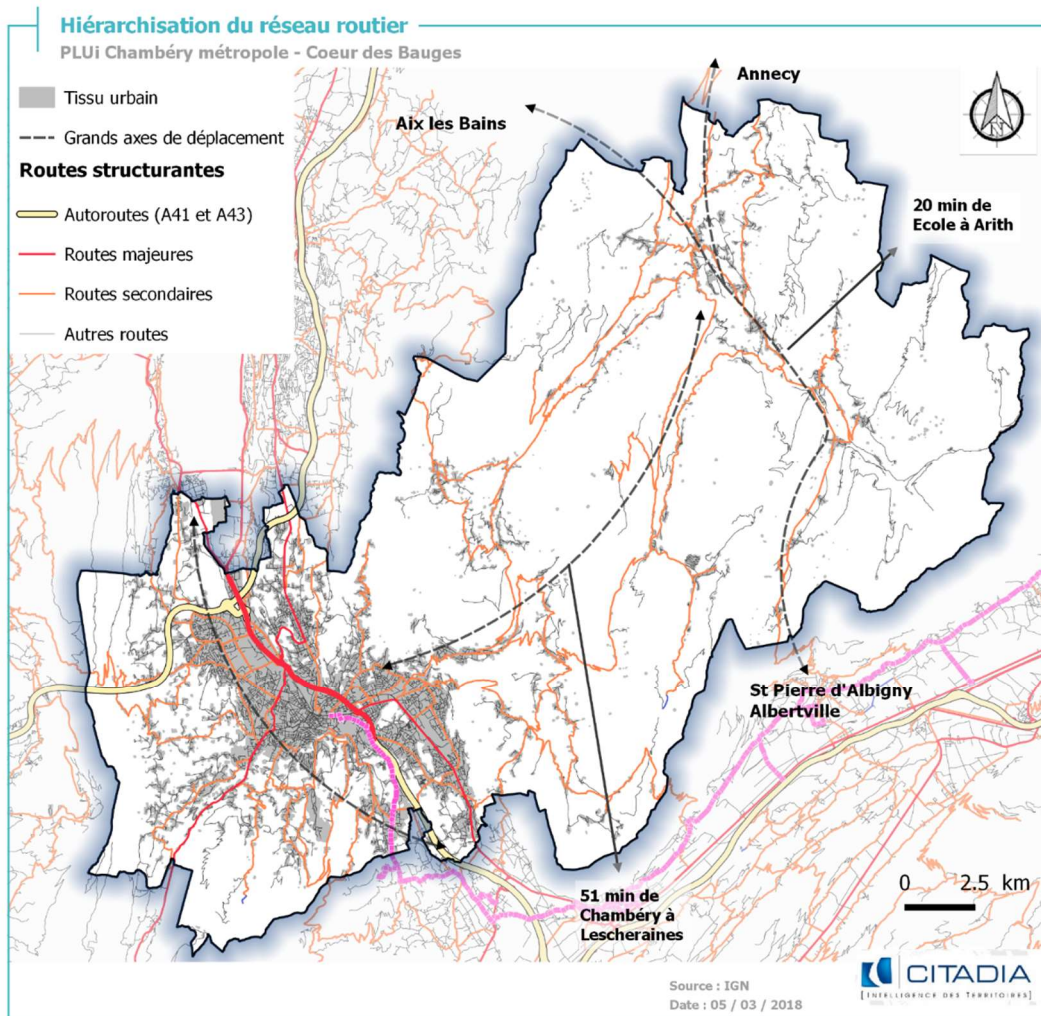 Hiérarchisation du réseau routier
PLUi Chambéry métropole - Coeur des Bauges
Tissu urbain
Grands axes de déplacement
Routes structurantes
Autoroutes (A41 et A43)
Routes majeures
Routes secondaires
Autres routes
Annecy
Aix les Bains
N
20 min de
Ecole à Arith
St Pierre d'Albigny
Albertville
51 min de
Chambéry à
Lescheraines
0 2.5 km
Source : IGN
Date : 05 / 03 / 2018
CITADIA
[INTELLIGENCE DES TERRITOIRES]